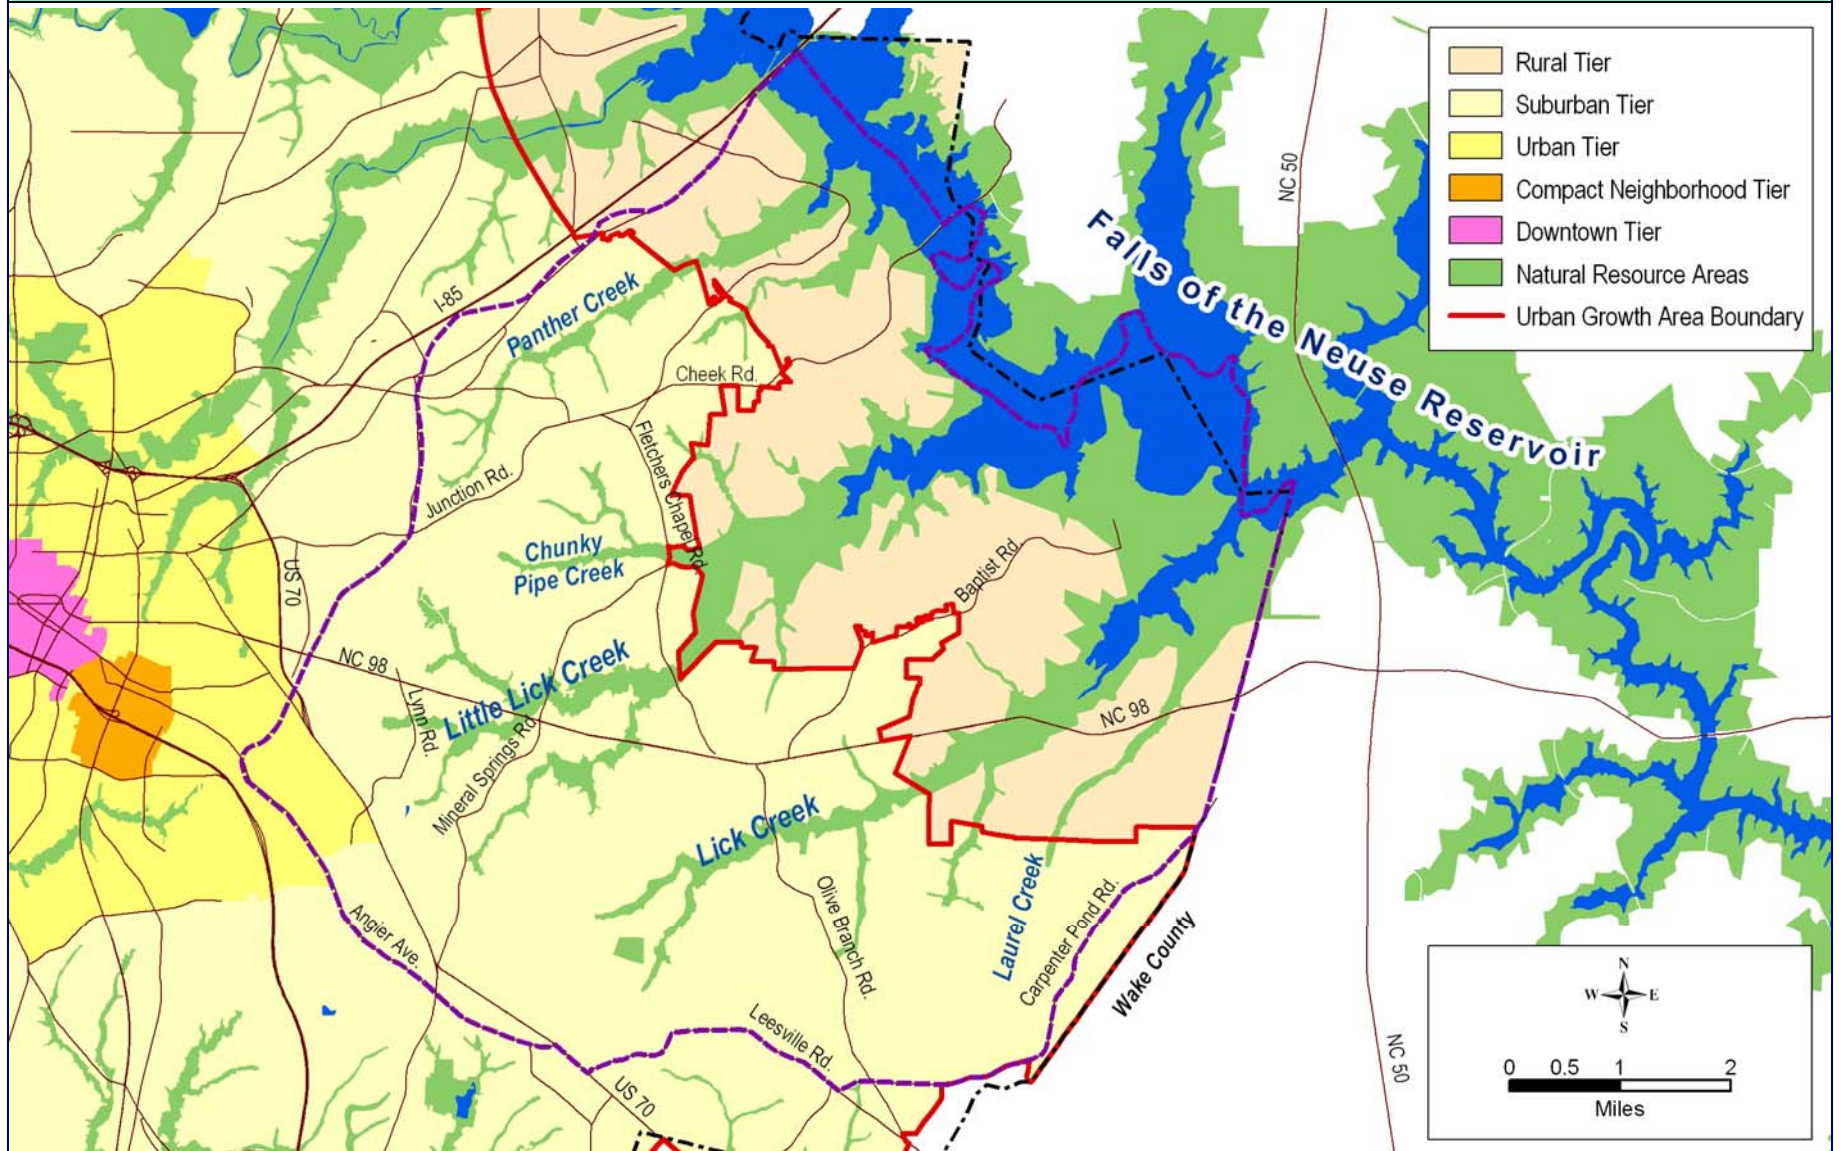 Rural Tier
Suburban Tier
Urban Tier
Compact Neighborhood Tier
Downtown Tier
Natural Resource Areas
Urban Growth Area Boundary
NC 50
Falls of the Neuse Reservoir
I-85
Panther Creek
Cheek Rd.
Fletchers Chapel Rd
Junction Rd.
Chunky
Pipe Creek
US 70
Baptist Rd
NC 98
Little Lick Creek
Lynn Rd.
Mineral Springs Rd
NC 98
Lick Creek
Laurel Creek
Olive Branch Rd.
Carpenter Pond Rd.
Wake County
Angier Ave.
Leesville Rd.
US 70
NC 50
N
W E
S
0 0.5 1 2
Miles